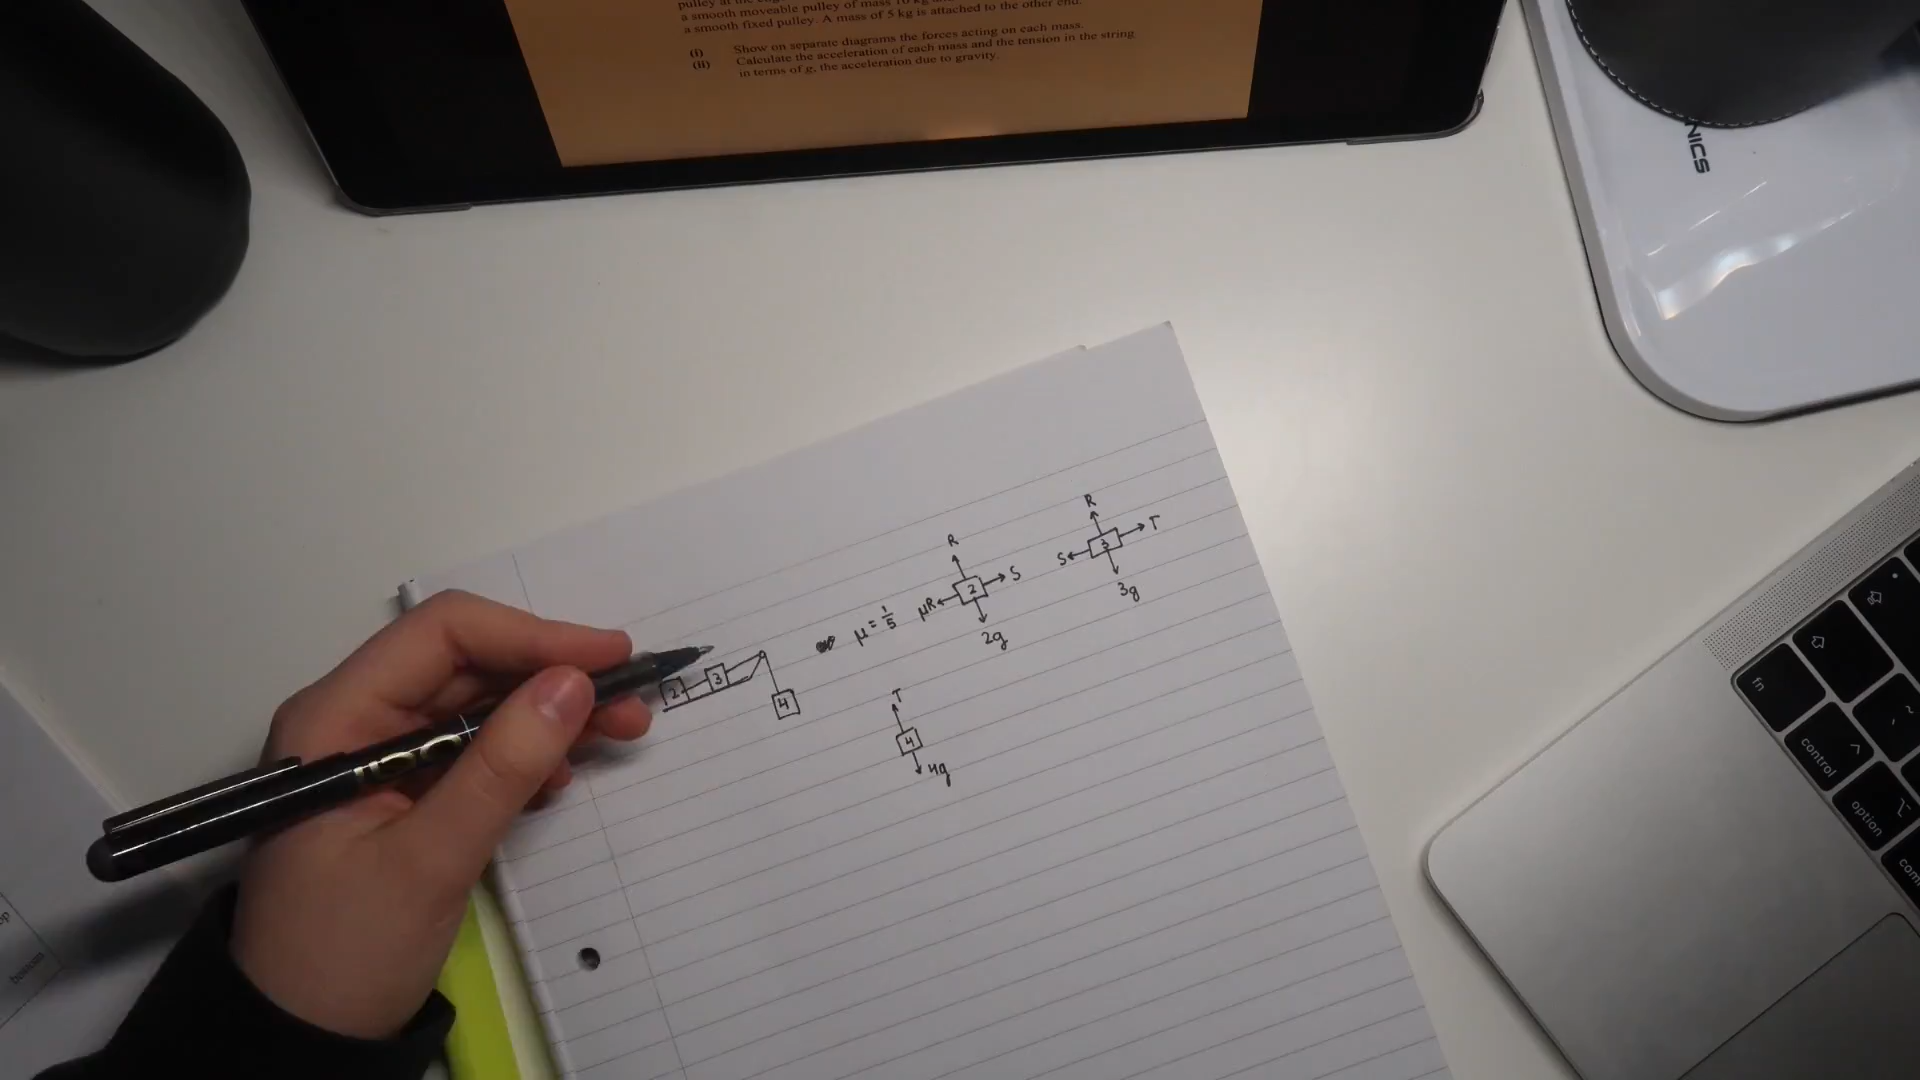 a smooth moveable pulley of mass
a smooth fixed pulley. A mass of 5 kg is attached to the other end.
(i) Show on separate diagrams the forces acting on each mass.
(ii) Calculate the acceleration of each mass and the tension in the string
in terms of g, the acceleration due to gravity.
NICS
R
S 3 T
3g
R
μ = 1/5 μR 2 S
2g
2 3
4
T
4
4g
fn
control
option
bottom